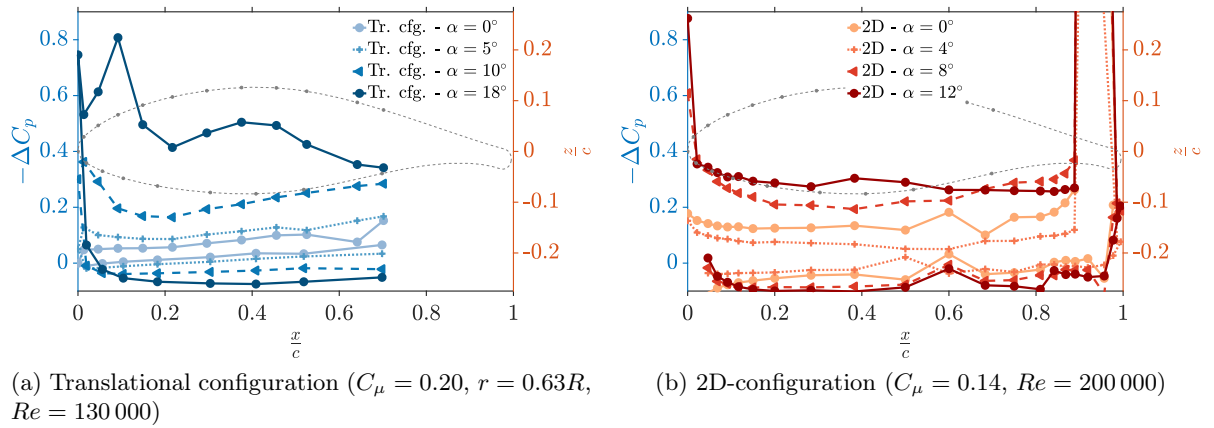 Tr. cfg. - α = 0°
Tr. cfg. - α = 5°
Tr. cfg. - α = 10°
Tr. cfg. - α = 18°
0.8
0.6
0.4
0.2
0
−ΔC_p
0.2
0.1
0
-0.1
-0.2
z/c
0
0.2
0.4
0.6
0.8
1
x/c
2D - α = 0°
2D - α = 4°
2D - α = 8°
2D - α = 12°
0.8
0.6
0.4
0.2
0
−ΔC_p
0.2
0.1
0
-0.1
-0.2
z/c
0
0.2
0.4
0.6
0.8
1
x/c
(a) Translational configuration (C_μ = 0.20, r = 0.63R,
Re = 130 000)
(b) 2D-configuration (C_μ = 0.14, Re = 200 000)